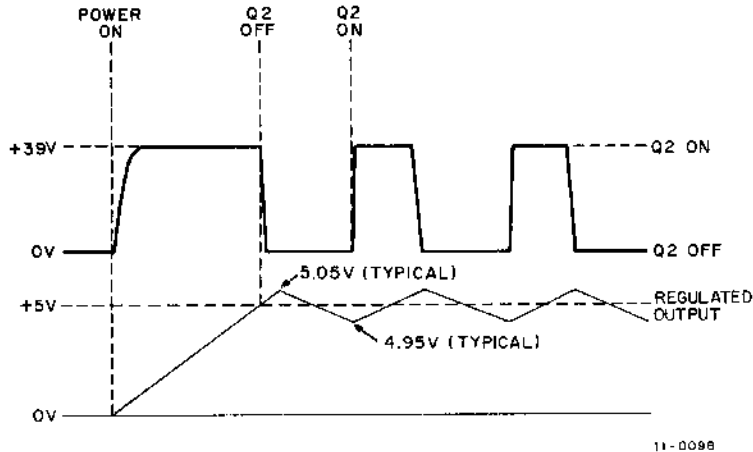 POWER
ON
Q2
OFF
Q2
ON
+39V
Q2 ON
0V
Q2 OFF
5.05V (TYPICAL)
+5V
REGULATED
OUTPUT
4.95V (TYPICAL)
0V
11-0098